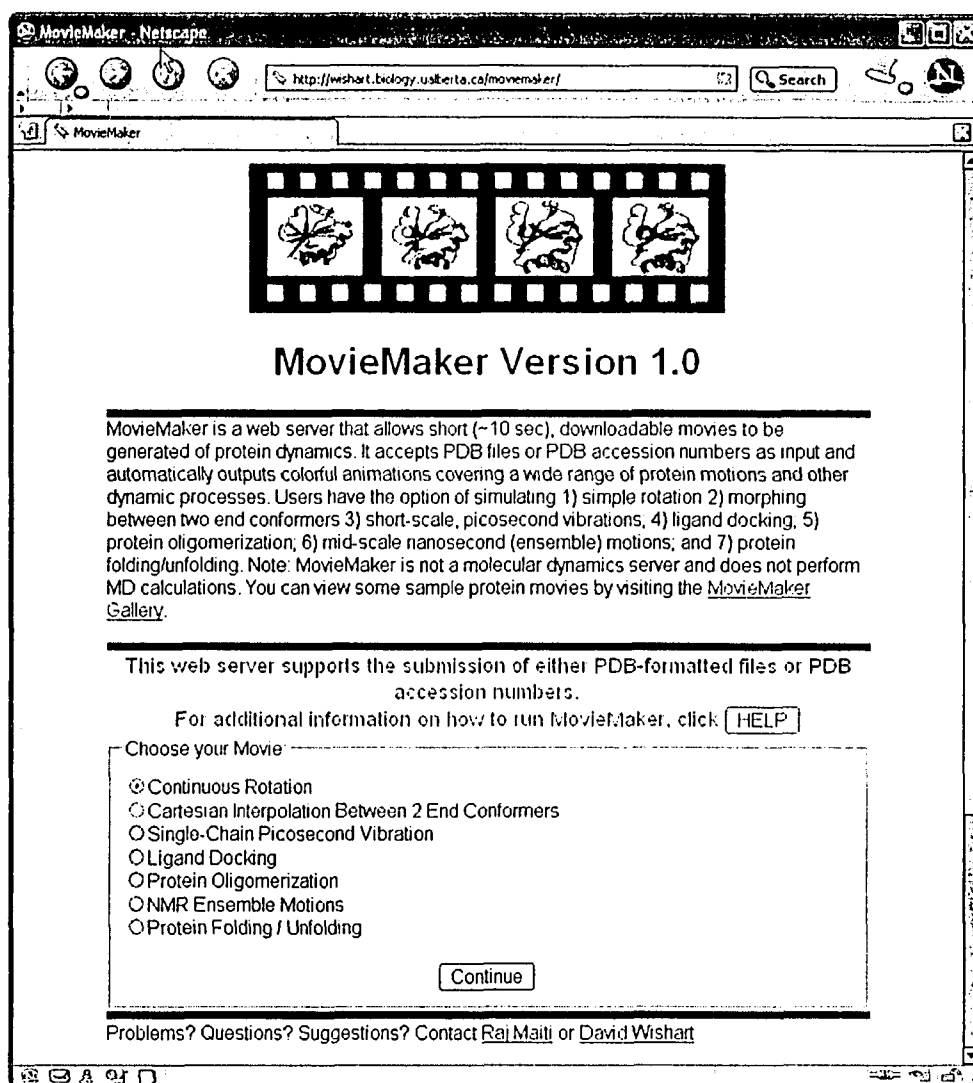 MovieMaker - Netscape
http://wishart.biology.ualberta.ca/moviemaker/
Search
N
MovieMaker
MovieMaker Version 1.0
MovieMaker is a web server that allows short (~10 sec), downloadable movies to be
generated of protein dynamics. It accepts PDB files or PDB accession numbers as input and
automatically outputs colorful animations covering a wide range of protein motions and other
dynamic processes. Users have the option of simulating 1) simple rotation 2) morphing
between two end conformers 3) short-scale, picosecond vibrations, 4) ligand docking, 5)
protein oligomerization; 6) mid-scale nanosecond (ensemble) motions; and 7) protein
folding/unfolding. Note: MovieMaker is not a molecular dynamics server and does not perform
MD calculations. You can view some sample protein movies by visiting the MovieMaker
Gallery.
This web server supports the submission of either PDB-formatted files or PDB
accession numbers.
For additional information on how to run MovieMaker, click HELP
Choose your Movie
Continuous Rotation
Cartesian Interpolation Between 2 End Conformers
Single-Chain Picosecond Vibration
Ligand Docking
Protein Oligomerization
NMR Ensemble Motions
Protein Folding / Unfolding
Continue
Problems? Questions? Suggestions? Contact Raj Maiti or David Wishart